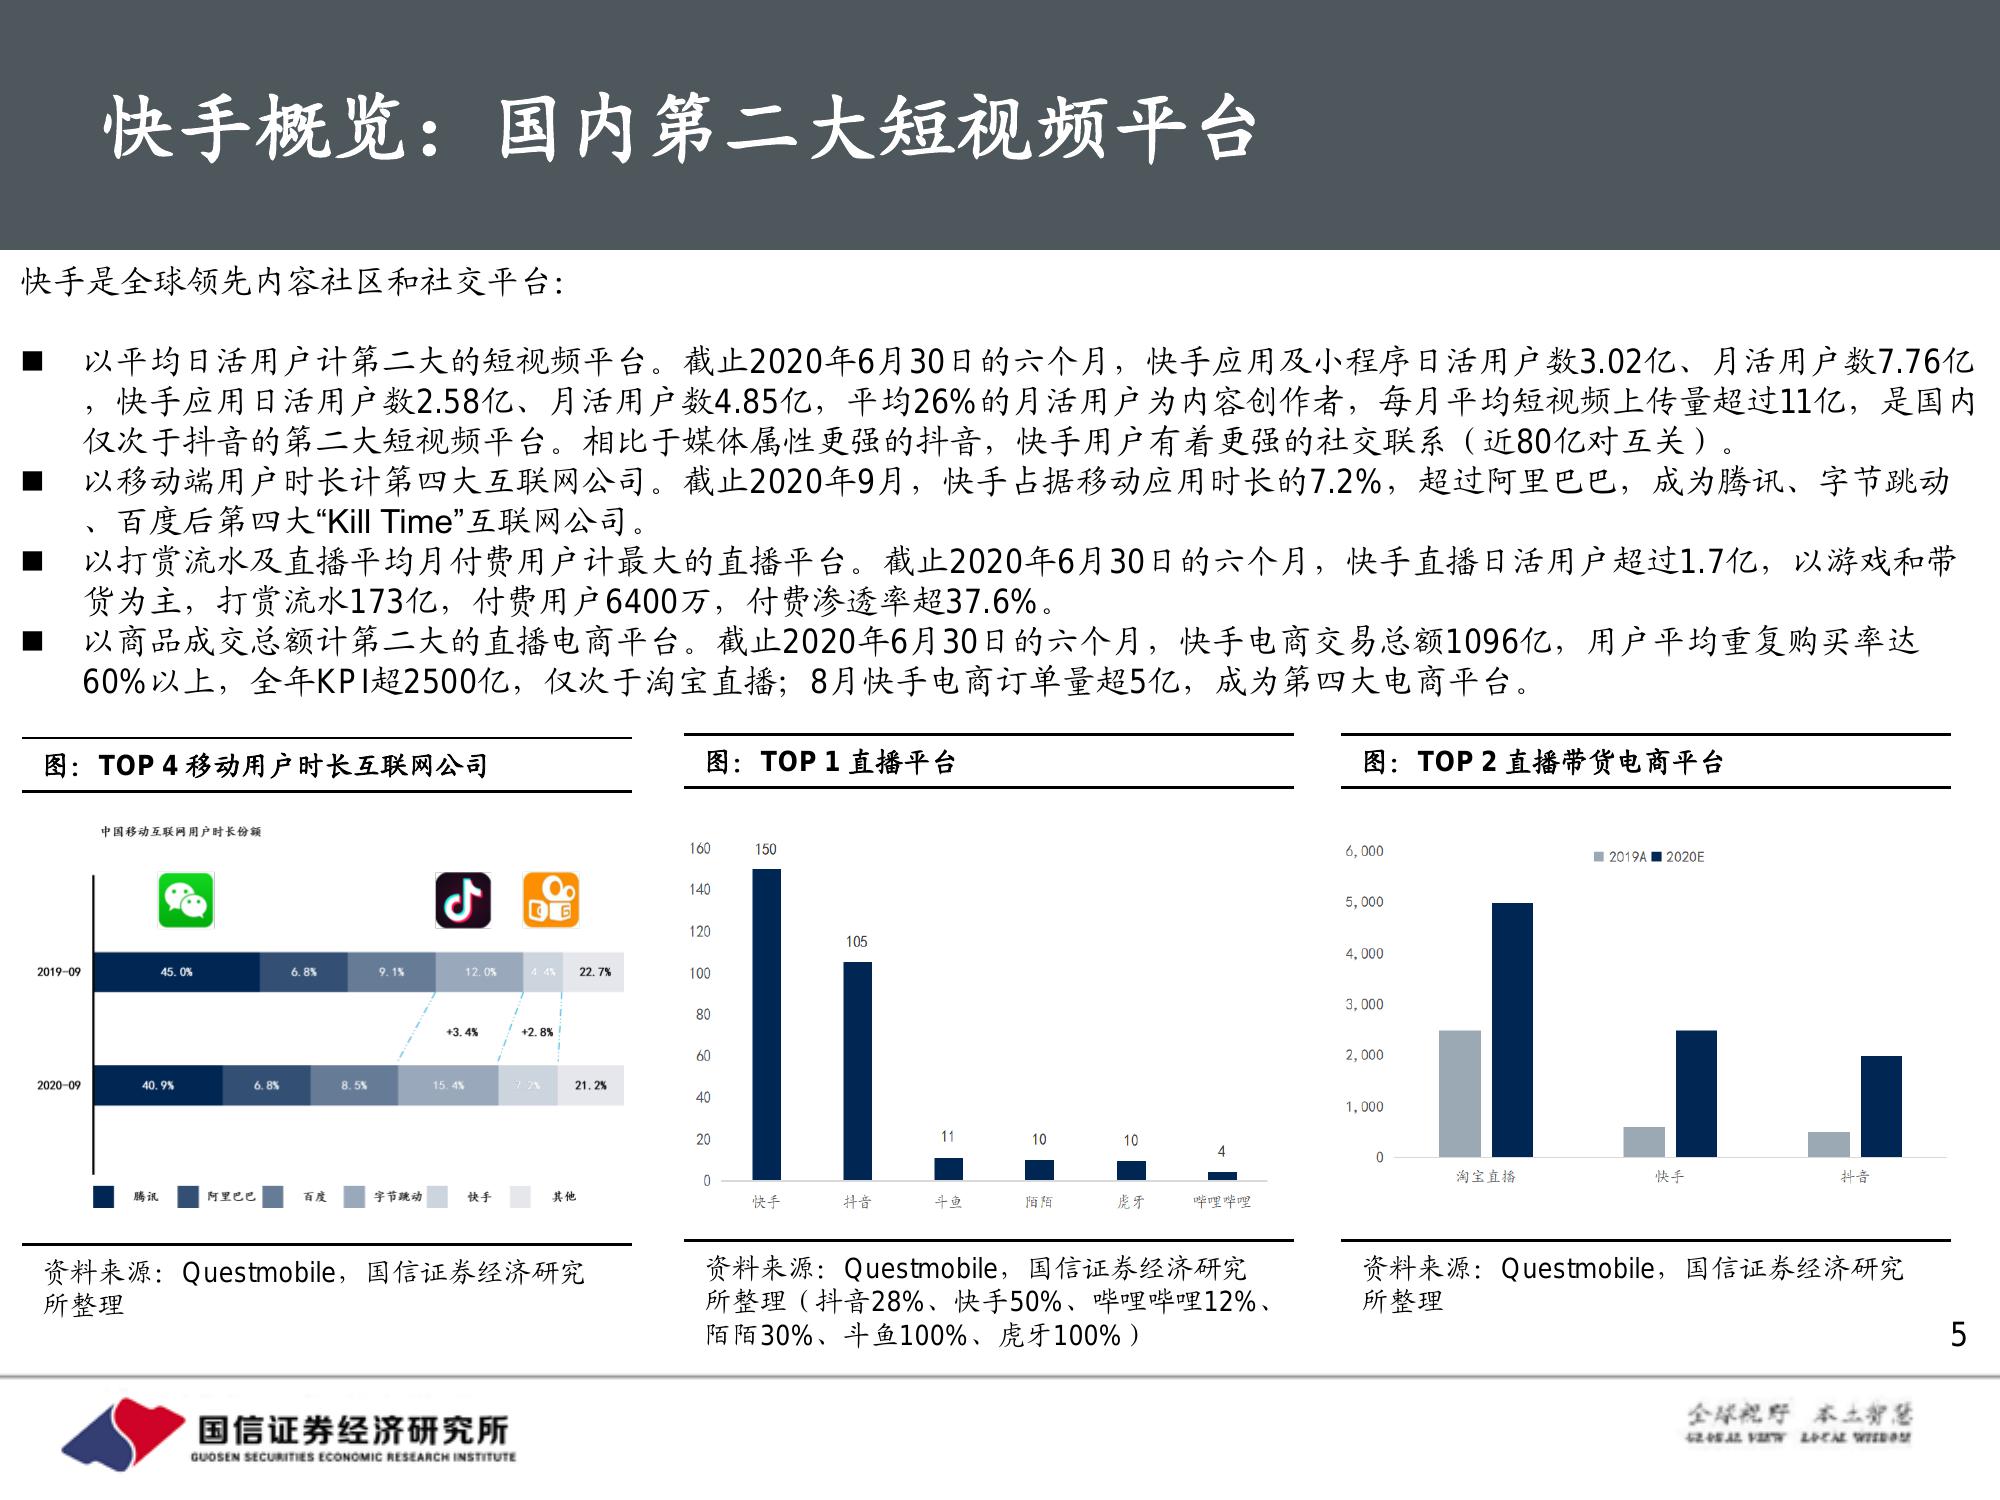 快手概览：国内第二大短视频平台
快手是全球领先内容社区和社交平台：
■ 以平均日活用户计第二大的短视频平台。截止2020年6月30日的六个月，快手应用及小程序日活用户数3.02亿、月活用户数7.76亿
，快手应用日活用户数2.58亿、月活用户数4.85亿，平均26%的月活用户为内容创作者，每月平均短视频上传量超过11亿，是国内
仅次于抖音的第二大短视频平台。相比于媒体属性更强的抖音，快手用户有着更强的社交联系（近80亿对互关）。
■ 以移动端用户时长计第四大互联网公司。截止2020年9月，快手占据移动应用时长的7.2%，超过阿里巴巴，成为腾讯、字节跳动
、百度后第四大“Kill Time”互联网公司。
■ 以打赏流水及直播平均月付费用户计最大的直播平台。截止2020年6月30日的六个月，快手直播日活用户超过1.7亿，以游戏和带
货为主，打赏流水173亿，付费用户6400万，付费渗透率超37.6%。
■ 以商品成交总额计第二大的直播电商平台。截止2020年6月30日的六个月，快手电商交易总额1096亿，用户平均重复购买率达
60%以上，全年KPI超2500亿，仅次于淘宝直播；8月快手电商订单量超5亿，成为第四大电商平台。
图：TOP 4 移动用户时长互联网公司
中国移动互联网用户时长份额
2019-09 45.0% 6.8% 9.1% 12.0% 4.4% 22.7%
+3.4% +2.8%
2020-09 40.9% 6.8% 8.5% 15.4% 7.2% 21.2%
腾讯 阿里巴巴 百度 字节跳动 快手 其他
资料来源：Questmobile，国信证券经济研究
所整理
图：TOP 1 直播平台
160
140
120
100
80
60
40
20
0
150
105
11
10
10
4
快手 抖音 斗鱼 陌陌 虎牙 哔哩哔哩
资料来源：Questmobile，国信证券经济研究
所整理（抖音28%、快手50%、哔哩哔哩12%、
陌陌30%、斗鱼100%、虎牙100%）
图：TOP 2 直播带货电商平台
2019A 2020E
6,000
5,000
4,000
3,000
2,000
1,000
0
淘宝直播 快手 抖音
资料来源：Questmobile，国信证券经济研究
所整理
5
国信证券经济研究所
GUOSEN SECURITIES ECONOMIC RESEARCH INSTITUTE
全球视野 本土智慧
GLOBAL VIEW LOCAL WISDOM